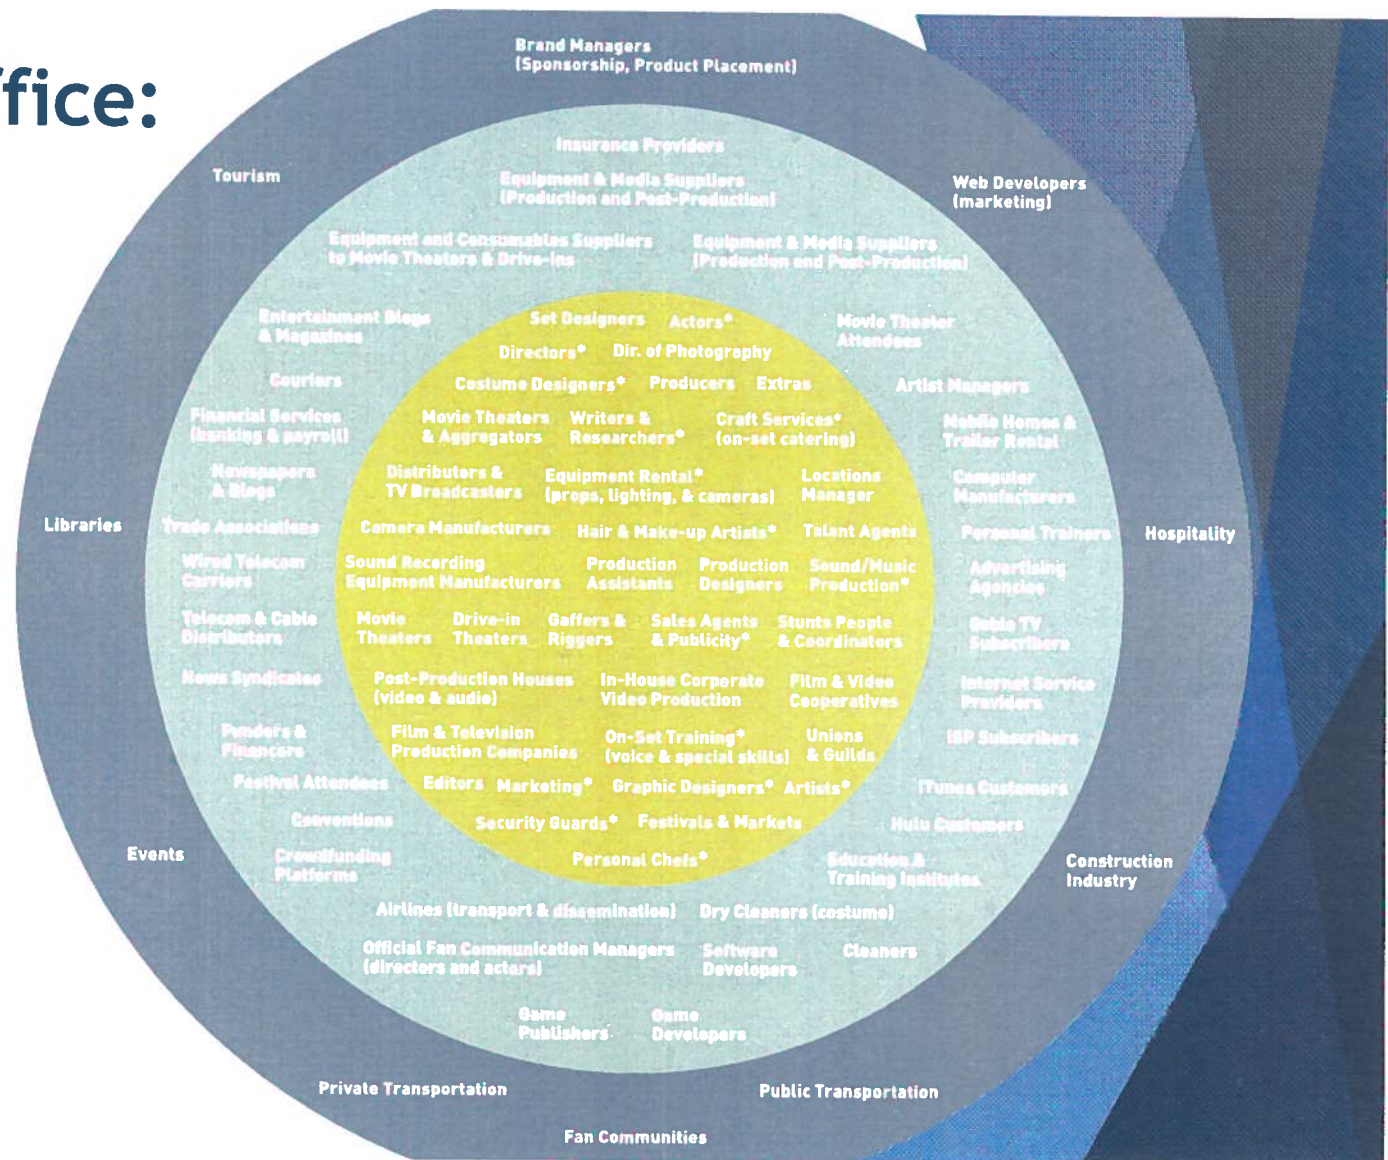 ffice:
Brand Managers
(Sponsorship, Product Placement)
Tourism
Web Developers
(marketing)
Insurance Providers
Equipment & Media Suppliers
(Production and Post-Production)
Equipment and Consumables Suppliers
to Movie Theaters & Drive-ins
Equipment & Media Suppliers
(Production and Post-Production)
Entertainment Blogs
& Magazines
Set Designers
Actors*
Movie Theater
Attendees
Directors*
Dir. of Photography
Couriers
Costume Designers*
Producers
Extras
Artist Managers
Financial Services
(banking & payroll)
Movie Theaters
& Aggregators
Writers &
Researchers*
Craft Services*
(on-set catering)
Mobile Homes &
Trailer Rental
Newspapers
& Blogs
Distributors &
TV Broadcasters
Equipment Rental*
(props, lighting, & cameras)
Locations
Manager
Computer
Manufacturers
Libraries
Trade Associations
Camera Manufacturers
Hair & Make-up Artists*
Talent Agents
Personal Trainers
Hospitality
Wired Telecom
Carriers
Sound Recording
Equipment Manufacturers
Production
Assistants
Production
Designers
Sound/Music
Production*
Advertising
Agencies
Telecom & Cable
Distributors
Movie
Theaters
Drive-in
Theaters
Gaffers &
Riggers
Sales Agents
& Publicity*
Stunts People
& Coordinators
Cable TV
Subscribers
News Syndicates
Post-Production Houses
(video & audio)
In-House Corporate
Video Production
Film & Video
Cooperatives
Internet Service
Providers
Funders &
Financers
Film & Television
Production Companies
On-Set Training*
(voice & special skills)
Unions
& Guilds
ISP Subscribers
Festival Attendees
Editors
Marketing*
Graphic Designers*
Artists*
iTunes Customers
Conventions
Security Guards*
Festivals & Markets
Hulu Customers
Events
Crowdfunding
Platforms
Personal Chefs*
Education &
Training Institutes
Construction
Industry
Airlines (transport & dissemination)
Dry Cleaners (costume)
Official Fan Communication Managers
(directors and actors)
Software
Developers
Cleaners
Game
Publishers
Game
Developers
Private Transportation
Public Transportation
Fan Communities